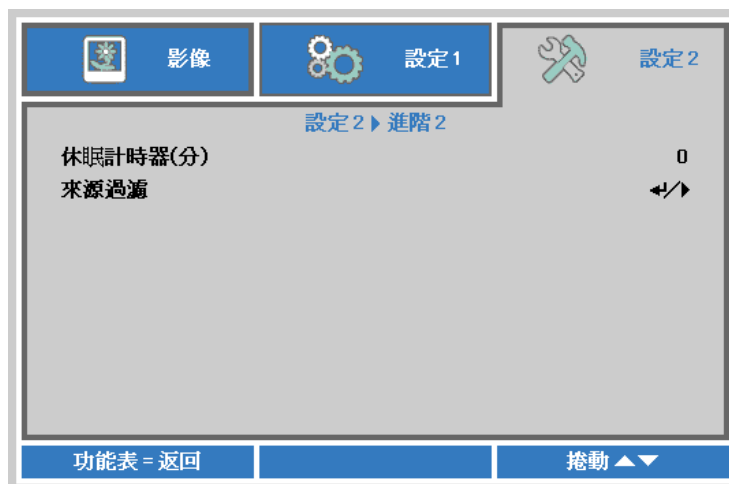 影像
設定1
設定2
設定2▶進階2
休眠計時器(分) 0
來源過濾 ↵/▶
功能表=返回
捲動▲▼